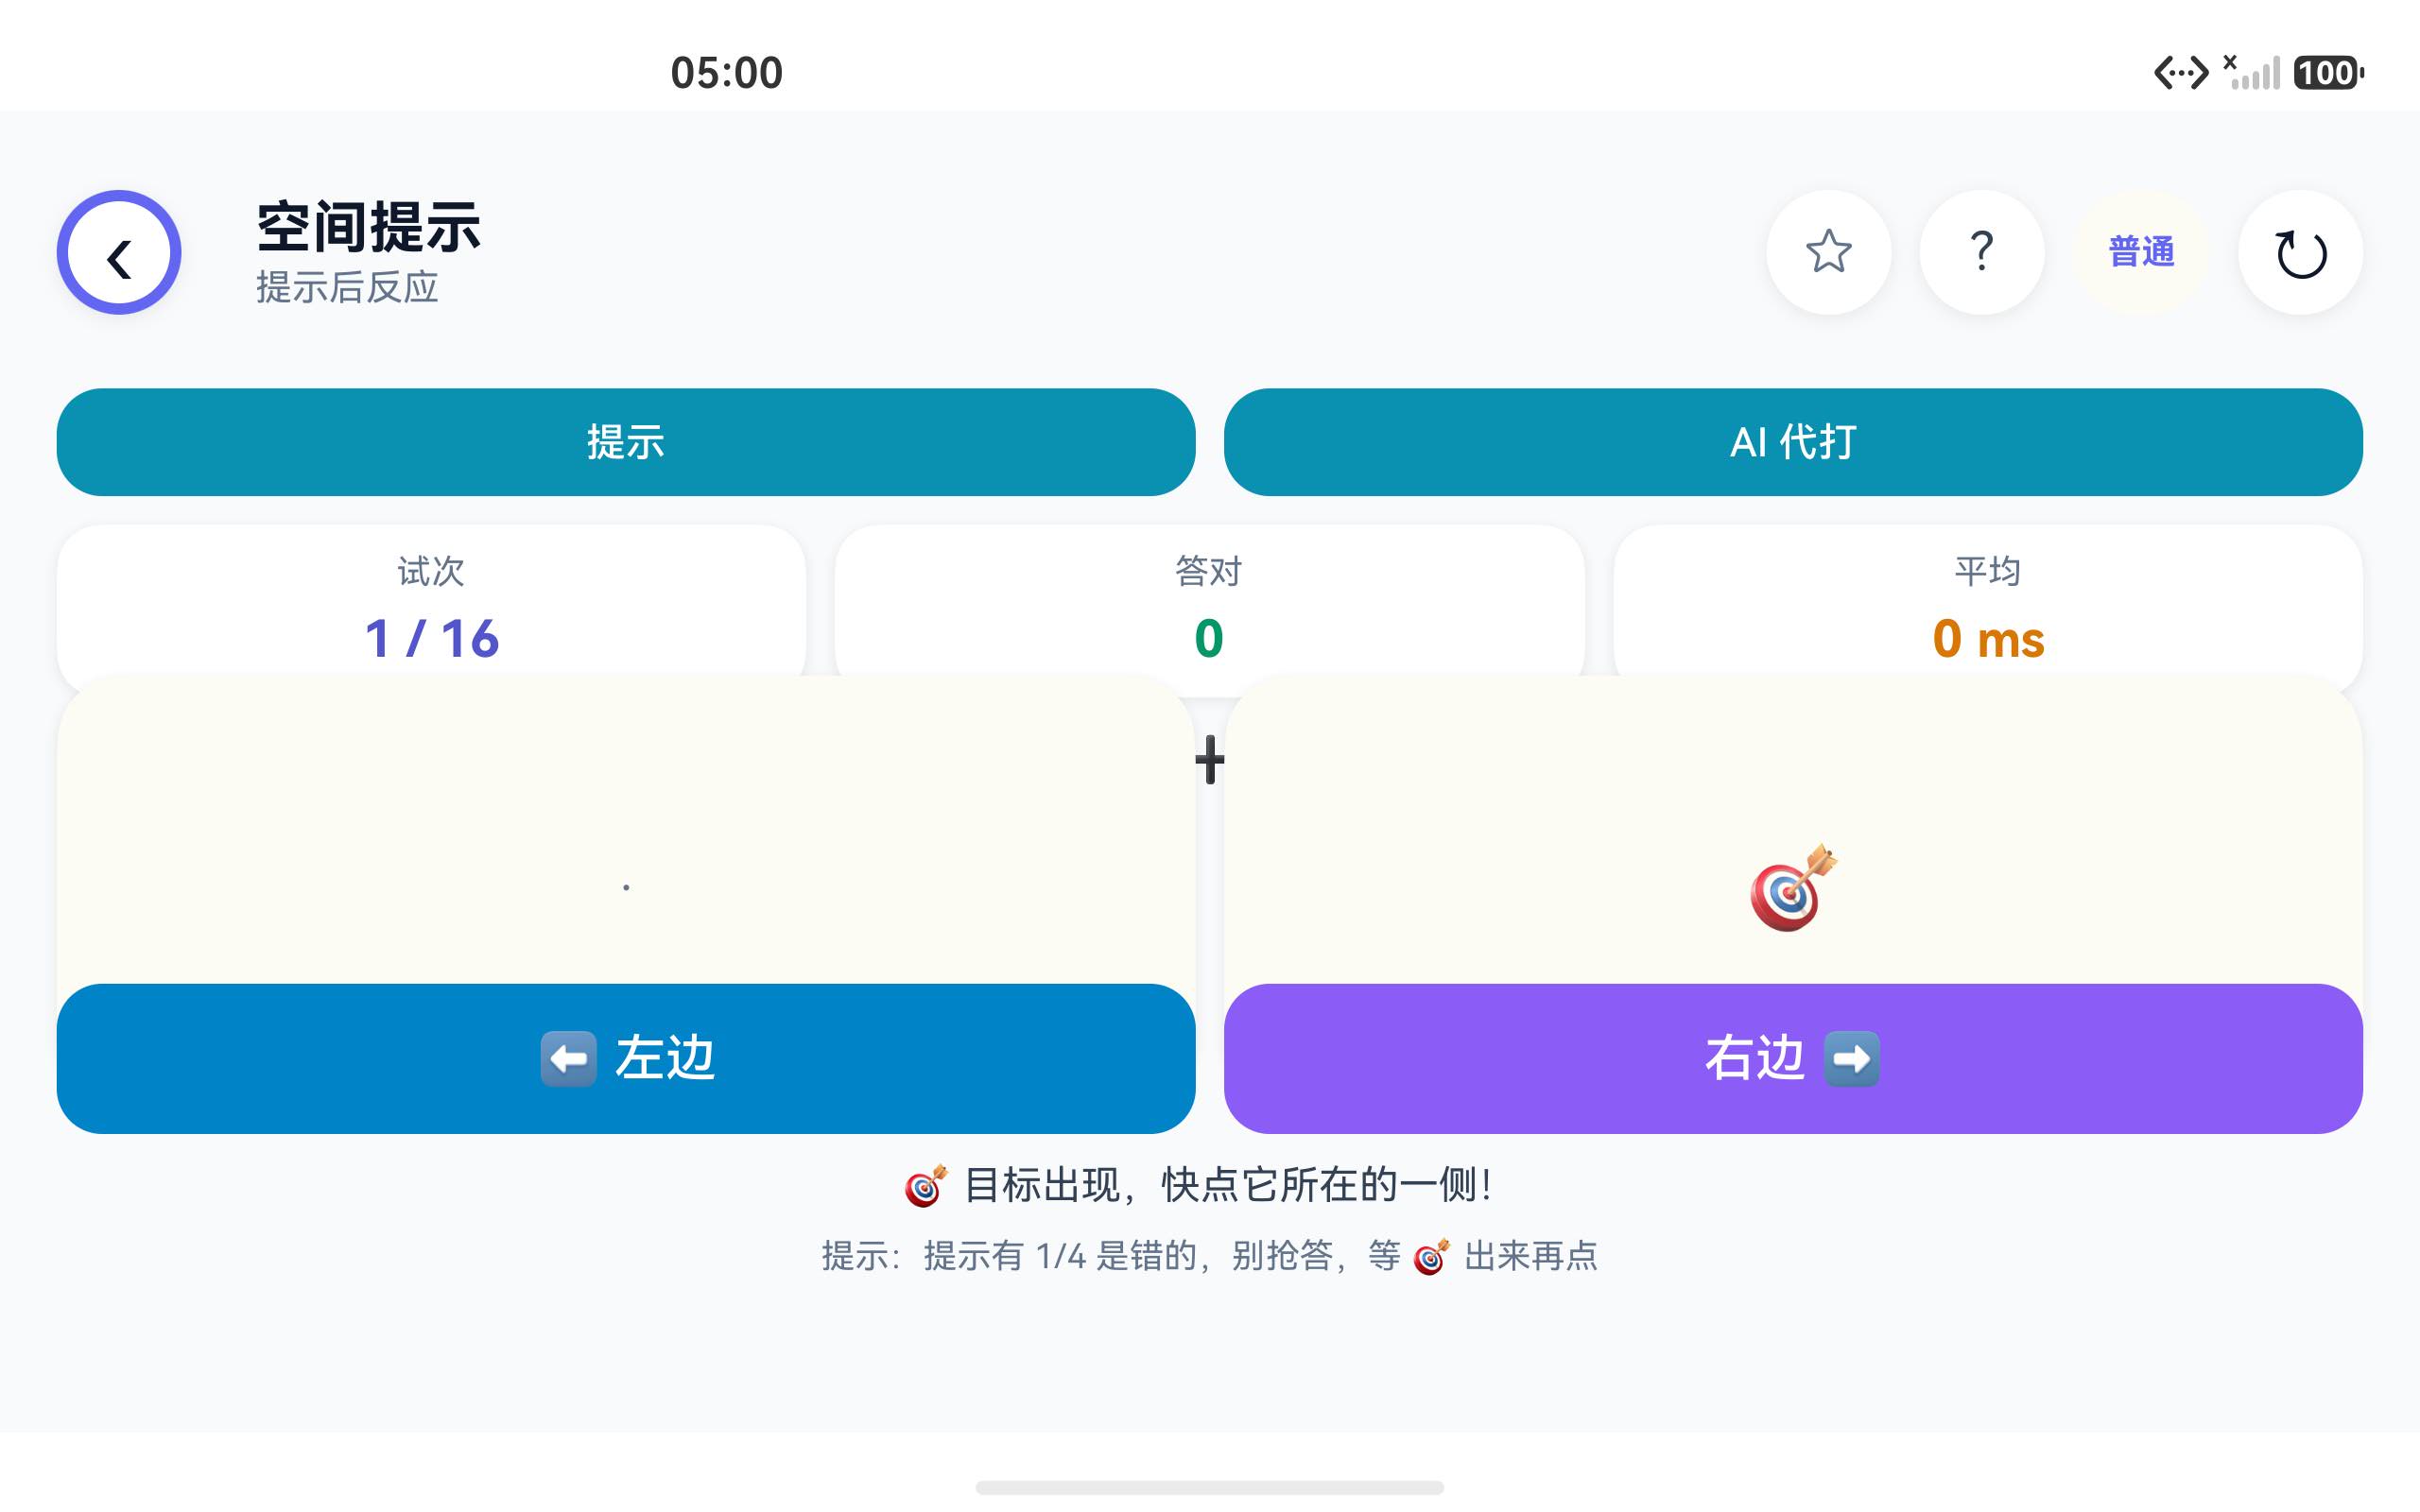 05:00
100
空间提示
提示后反应
?
普通
提示
AI 代打
试次
1 / 16
答对
0
平均
0 ms
左边
右边
目标出现，快点它所在的一侧！
提示：提示有 1/4 是错的，别抢答，等 🎯 出来再点